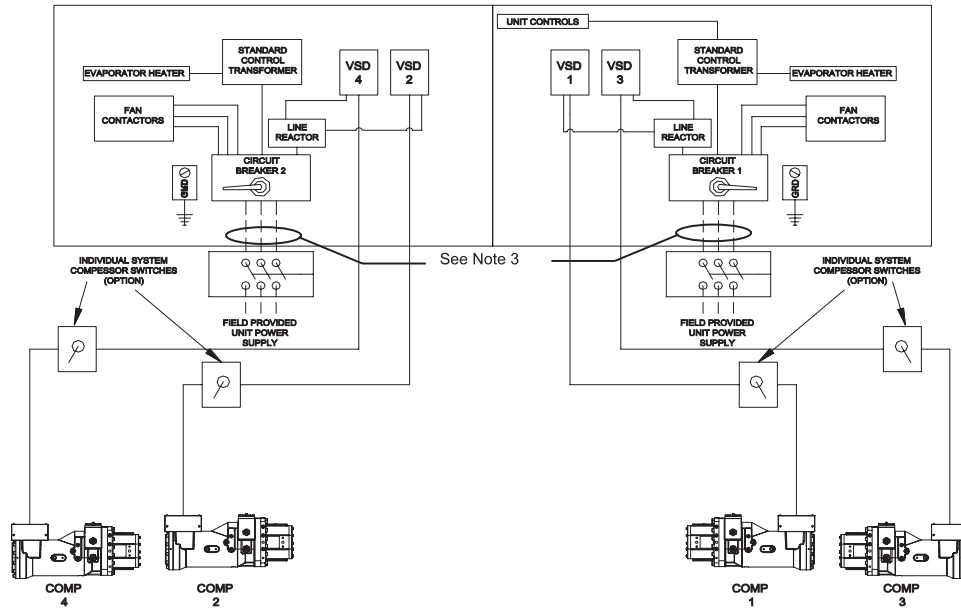 UNIT CONTROLS
STANDARD
CONTROL
TRANSFORMER
VSD
4
VSD
2
VSD
1
VSD
3
STANDARD
CONTROL
TRANSFORMER
EVAPORATOR HEATER
EVAPORATOR HEATER
FAN
CONTACTORS
LINE
REACTOR
LINE
REACTOR
FAN
CONTACTORS
CIRCUIT
BREAKER 2
CIRCUIT
BREAKER 1
GND
GRD
See Note 3
INDIVIDUAL SYSTEM
COMPESSOR SWITCHES
(OPTION)
INDIVIDUAL SYSTEM
COMPESSOR SWITCHES
(OPTION)
FIELD PROVIDED
UNIT POWER
SUPPLY
FIELD PROVIDED
UNIT POWER
SUPPLY
COMP
4
COMP
2
COMP
1
COMP
3